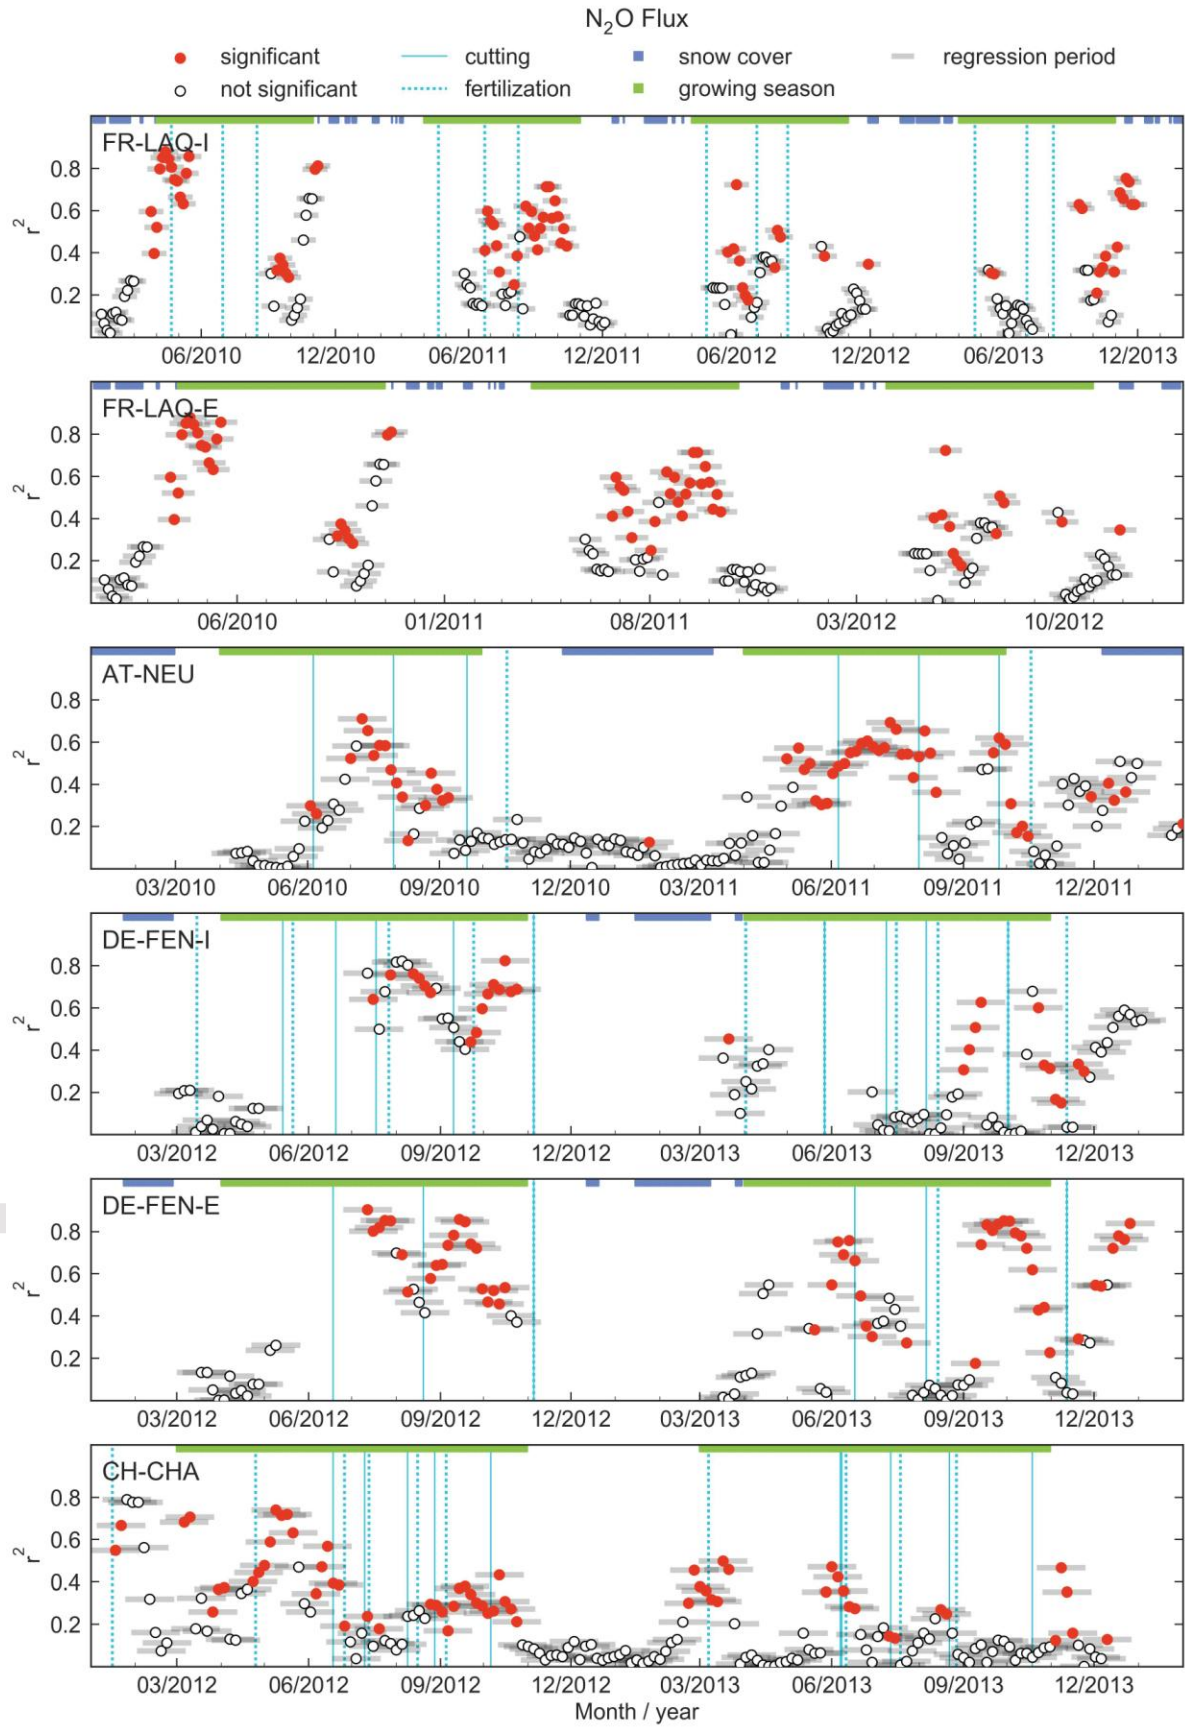 N₂O Flux
significant cutting snow cover regression period
not significant fertilization growing season
FR-LAQ-I
0.8
0.6
0.4
0.2
r²
06/2010 12/2010 06/2011 12/2011 06/2012 12/2012 06/2013 12/2013
FR-LAQ-E
0.8
0.6
0.4
0.2
r²
06/2010 01/2011 08/2011 03/2012 10/2012
AT-NEU
0.8
0.6
0.4
0.2
r²
03/2010 06/2010 09/2010 12/2010 03/2011 06/2011 09/2011 12/2011
DE-FEN-I
0.8
0.6
0.4
0.2
r²
03/2012 06/2012 09/2012 12/2012 03/2013 06/2013 09/2013 12/2013
DE-FEN-E
0.8
0.6
0.4
0.2
r²
03/2012 06/2012 09/2012 12/2012 03/2013 06/2013 09/2013 12/2013
CH-CHA
0.8
0.6
0.4
0.2
r²
03/2012 06/2012 09/2012 12/2012 03/2013 06/2013 09/2013 12/2013
Month / year